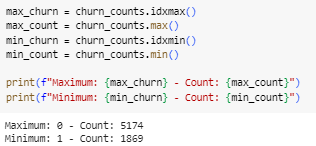 max_churn = churn_counts.idxmax()
max_count = churn_counts.max()
min_churn = churn_counts.idxmin()
min_count = churn_counts.min()
print(f"Maximum: {max_churn} - Count: {max_count}")
print(f"Minimum: {min_churn} - Count: {min_count}")
Maximum: 0 - Count: 5174
Minimum: 1 - Count: 1869